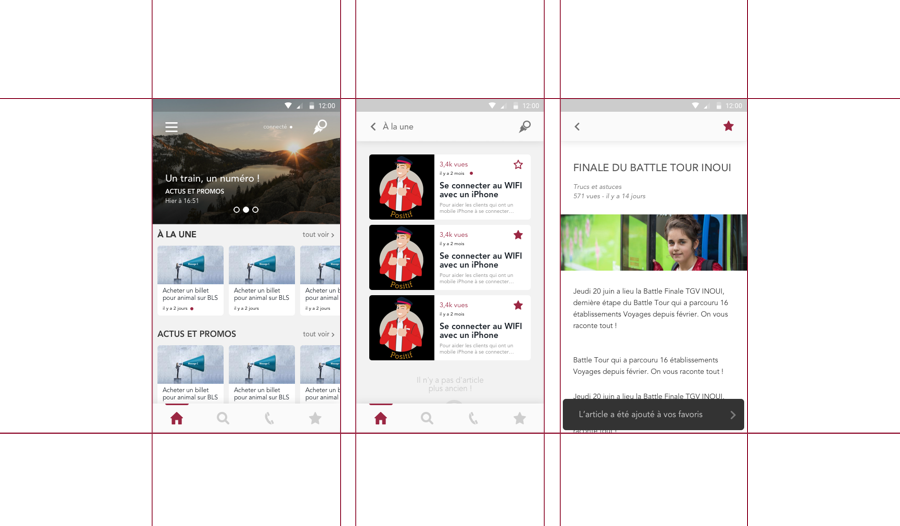 12:00
connecté
Un train, un numéro !
ACTUS ET PROMOS
Hier à 16:51
À LA UNE
tout voir
Acheter un billet
pour animal sur BLS
il y a 2 jours
Acheter un billet
pour animal sur BLS
il y a 2 jours
Acheter un
pour anima
il y a 2 jours
ACTUS ET PROMOS
tout voir
Acheter un billet
pour animal sur BLS
Acheter un billet
pour animal sur BLS
Acheter un
pour anima
12:00
À la une
3,4k vues
il y a 2 mois
Se connecter au WIFI
avec un iPhone
Pour aider les clients qui ont un
mobile iPhone à se connecter...
Positif
3,4k vues
il y a 2 mois
Se connecter au WIFI
avec un iPhone
Pour aider les clients qui ont un
mobile iPhone à se connecter...
Positif
3,4k vues
il y a 2 mois
Se connecter au WIFI
avec un iPhone
Pour aider les clients qui ont un
mobile iPhone à se connecter...
Positif
Il n'y a pas d'article
plus ancien !
12:00
FINALE DU BATTLE TOUR INOUI
Trucs et astuces
571 vues - il y a 14 jours
Jeudi 20 juin a lieu la Battle Finale TGV INOUI,
dernière étape du Battle Tour qui a parcouru 16
établissements Voyages depuis février. On vous
raconte tout !
Battle Tour qui a parcouru 16 établissements
Voyages depuis février. On vous raconte tout !
Jeudi 20 juin a lieu la Battle Finale TGV INOUI,
L'article a été ajouté à vos favoris
raconte tout !